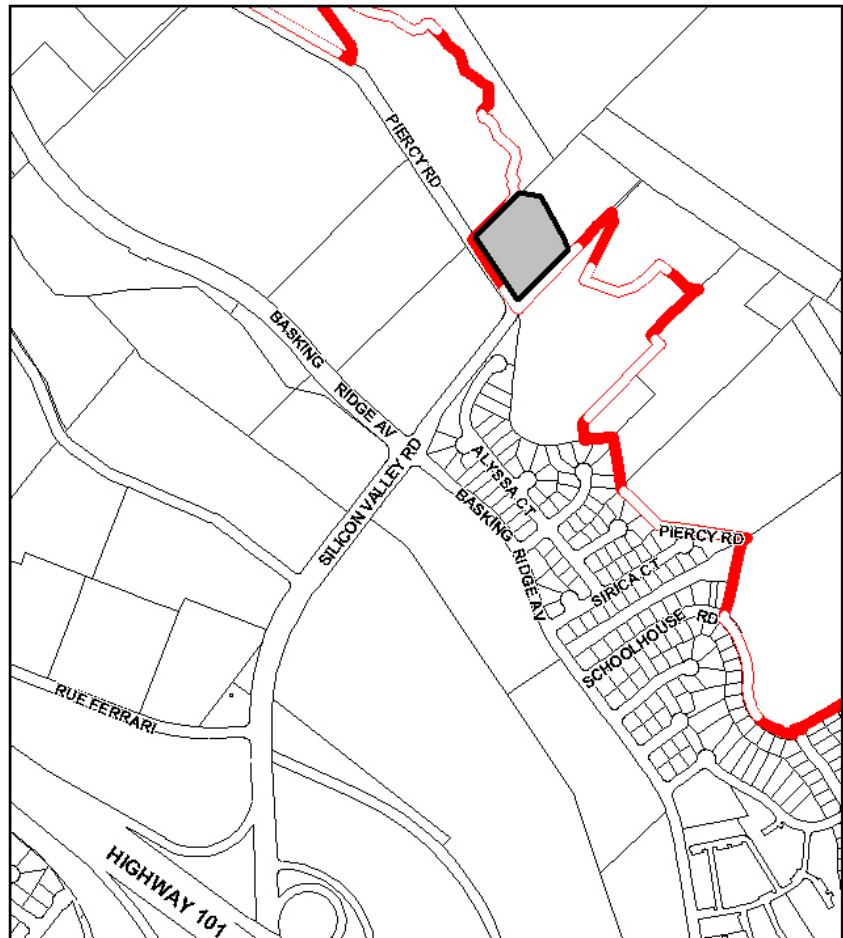 PIERCY RD
BASKING RIDGE AV
SILICON VALLEY RD
ALYSSA CT
BASKING RIDGE AV
PIERCY RD
SIRICA CT
SCHOOLHOUSE RD
RUE FERRARI
HIGHWAY 101